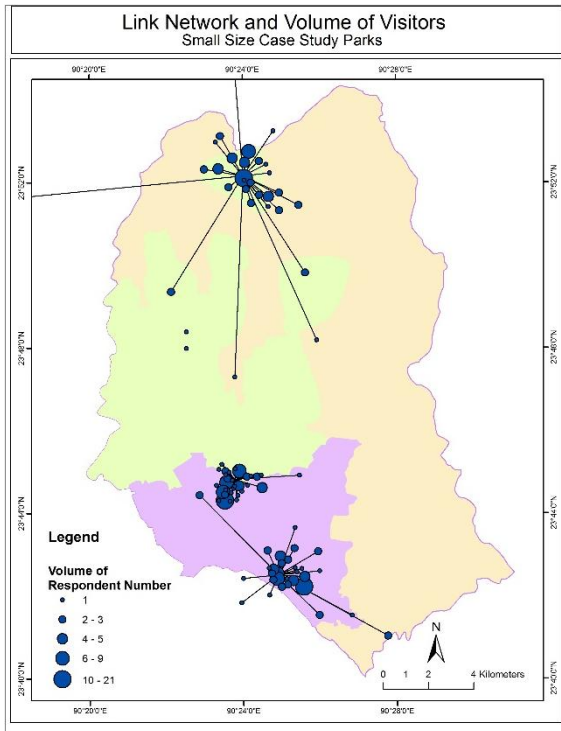 Link Network and Volume of Visitors
Small Size Case Study Parks
90°20'0"E 90°24'0"E 90°28'0"E
23°52'0"N 23°52'0"N
23°48'0"N 23°48'0"N
23°44'0"N 23°44'0"N
23°40'0"N 23°40'0"N
Legend
Volume of
Respondent Number
1
2 - 3
4 - 5
6 - 9
10 - 21
N
0 1 2 4 Kilometers
90°20'0"E 90°24'0"E 90°28'0"E